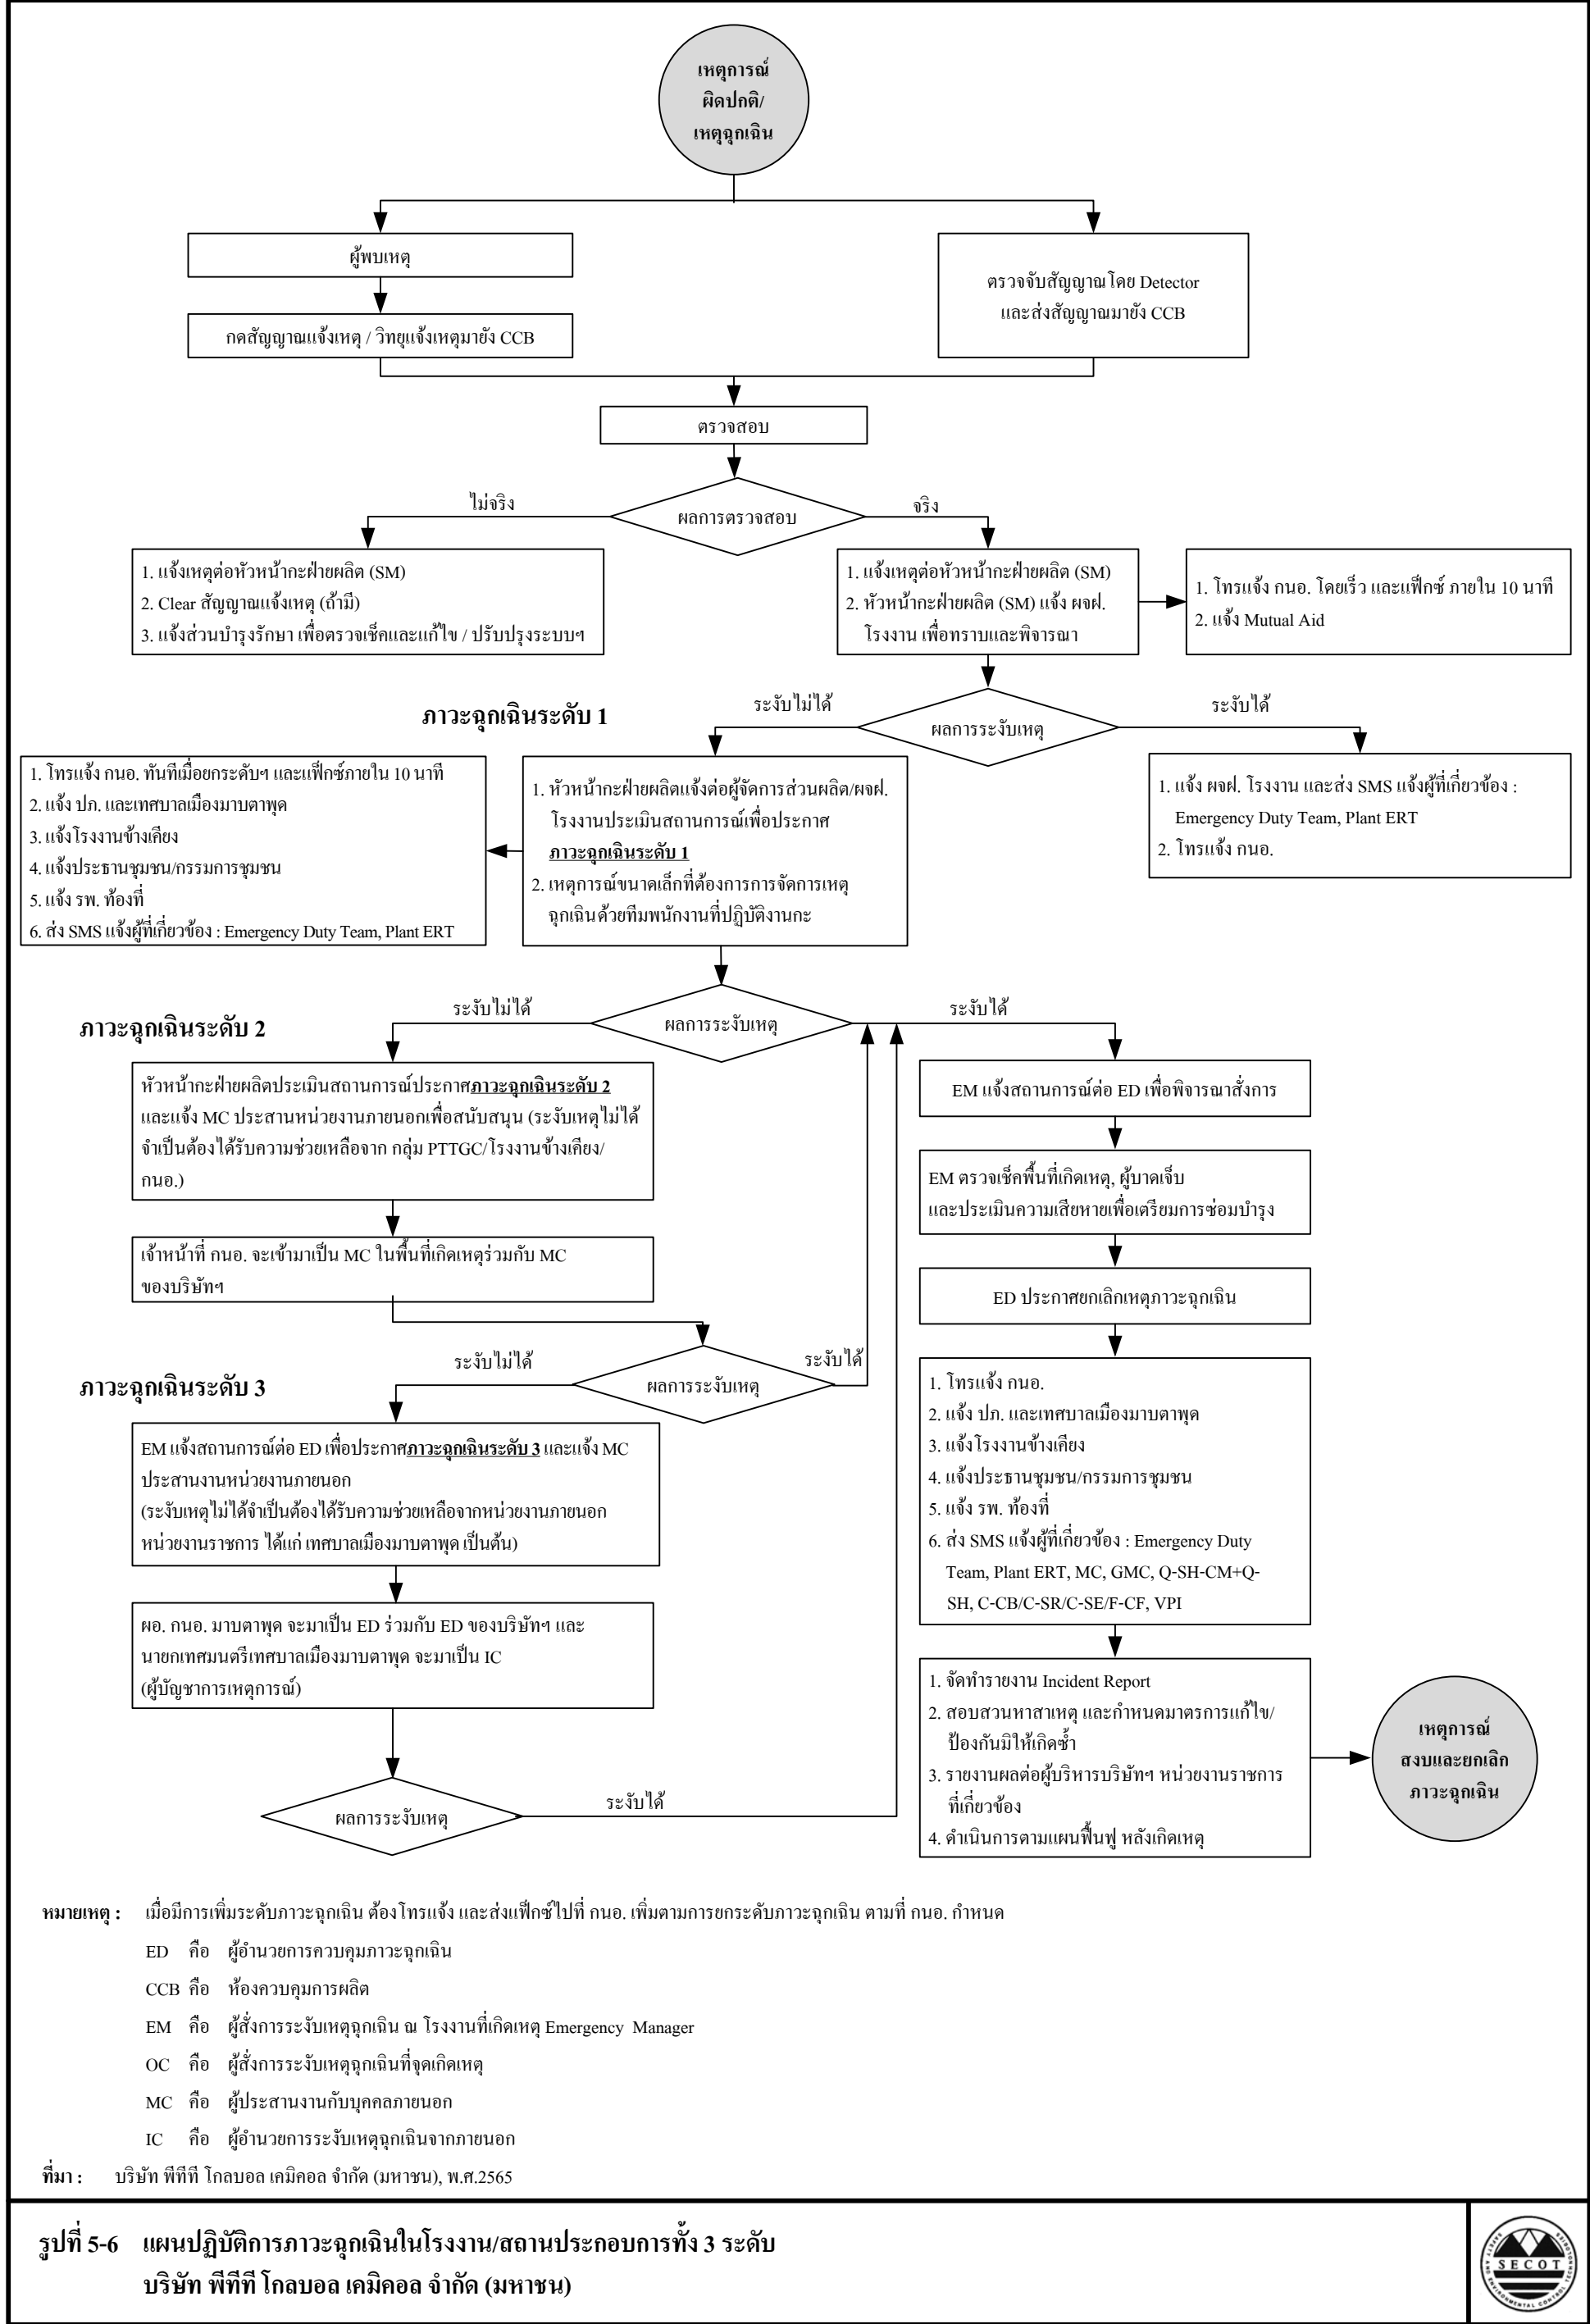 เหตุการณ์
ผิดปกติ/
เหตุฉุกเฉิน
ผู้พบเหตุ
กดสัญญาณแจ้งเหตุ / วิทยุแจ้งเหตุมายัง CCB
ตรวจจับสัญญาณโดย Detector
และส่งสัญญาณมายัง CCB
ตรวจสอบ
ผลการตรวจสอบ
ไม่จริง
จริง
1. แจ้งเหตุต่อหัวหน้ากะฝ่ายผลิต (SM)
2. Clear สัญญาณแจ้งเหตุ (ถ้ามี)
3. แจ้งส่วนบำรุงรักษา เพื่อตรวจเช็คและแก้ไข / ปรับปรุงระบบฯ
1. แจ้งเหตุต่อหัวหน้ากะฝ่ายผลิต (SM)
2. หัวหน้ากะฝ่ายผลิต (SM) แจ้ง ผจฝ.
โรงงาน เพื่อทราบและพิจารณา
1. โทรแจ้ง กนอ. โดยเร็ว และแฟ็กซ์ ภายใน 10 นาที
2. แจ้ง Mutual Aid
ภาวะฉุกเฉินระดับ 1
ระงับไม่ได้
ผลการระงับเหตุ
ระงับได้
1. โทรแจ้ง กนอ. ทันทีเมื่อยกระดับฯ และแฟ็กซ์ภายใน 10 นาที
2. แจ้ง ปภ. และเทศบาลเมืองมาบตาพุด
3. แจ้งโรงงานข้างเคียง
4. แจ้งประธานชุมชน/กรรมการชุมชน
5. แจ้ง รพ. ท้องที่
6. ส่ง SMS แจ้งผู้ที่เกี่ยวข้อง : Emergency Duty Team, Plant ERT
1. หัวหน้ากะฝ่ายผลิตแจ้งต่อผู้จัดการส่วนผลิต/ผจฝ.
โรงงานประเมินสถานการณ์เพื่อประกาศ
ภาวะฉุกเฉินระดับ 1
2. เหตุการณ์ขนาดเล็กที่ต้องการการจัดการเหตุ
ฉุกเฉินด้วยทีมพนักงานที่ปฏิบัติงานกะ
1. แจ้ง ผจฝ. โรงงาน และส่ง SMS แจ้งผู้ที่เกี่ยวข้อง :
Emergency Duty Team, Plant ERT
2. โทรแจ้ง กนอ.
ภาวะฉุกเฉินระดับ 2
ระงับไม่ได้
ผลการระงับเหตุ
ระงับได้
หัวหน้ากะฝ่ายผลิตประเมินสถานการณ์ประกาศภาวะฉุกเฉินระดับ 2
และแจ้ง MC ประสานหน่วยงานภายนอกเพื่อสนับสนุน (ระงับเหตุไม่ได้
จำเป็นต้องได้รับความช่วยเหลือจาก กลุ่ม PTTGC/โรงงานข้างเคียง/
กนอ.)
เจ้าหน้าที่ กนอ. จะเข้ามาเป็น MC ในพื้นที่เกิดเหตุร่วมกับ MC
ของบริษัทฯ
EM แจ้งสถานการณ์ต่อ ED เพื่อพิจารณาสั่งการ
EM ตรวจเช็คพื้นที่เกิดเหตุ, ผู้บาดเจ็บ
และประเมินความเสียหายเพื่อเตรียมการซ่อมบำรุง
ED ประกาศยกเลิกเหตุภาวะฉุกเฉิน
ภาวะฉุกเฉินระดับ 3
ระงับไม่ได้
ผลการระงับเหตุ
ระงับได้
EM แจ้งสถานการณ์ต่อ ED เพื่อประกาศภาวะฉุกเฉินระดับ 3 และแจ้ง MC
ประสานงานหน่วยงานภายนอก
(ระงับเหตุไม่ได้จำเป็นต้องได้รับความช่วยเหลือจากหน่วยงานภายนอก
หน่วยงานราชการ ได้แก่ เทศบาลเมืองมาบตาพุด เป็นต้น)
ผอ. กนอ. มาบตาพุด จะมาเป็น ED ร่วมกับ ED ของบริษัทฯ และ
นายกเทศมนตรีเทศบาลเมืองมาบตาพุด จะมาเป็น IC
(ผู้บัญชาการเหตุการณ์)
ผลการระงับเหตุ
ระงับได้
1. โทรแจ้ง กนอ.
2. แจ้ง ปภ. และเทศบาลเมืองมาบตาพุด
3. แจ้งโรงงานข้างเคียง
4. แจ้งประธานชุมชน/กรรมการชุมชน
5. แจ้ง รพ. ท้องที่
6. ส่ง SMS แจ้งผู้ที่เกี่ยวข้อง : Emergency Duty
Team, Plant ERT, MC, GMC, Q-SH-CM+Q-
SH, C-CB/C-SR/C-SE/F-CF, VPI
1. จัดทำรายงาน Incident Report
2. สอบสวนหาสาเหตุ และกำหนดมาตรการแก้ไข/
ป้องกันมิให้เกิดซ้ำ
3. รายงานผลต่อผู้บริหารบริษัทฯ หน่วยงานราชการ
ที่เกี่ยวข้อง
4. ดำเนินการตามแผนฟื้นฟู หลังเกิดเหตุ
เหตุการณ์
สงบและยกเลิก
ภาวะฉุกเฉิน
หมายเหตุ : เมื่อมีการเพิ่มระดับภาวะฉุกเฉิน ต้องโทรแจ้ง และส่งแฟ็กซ์ไปที่ กนอ. เพิ่มตามการยกระดับภาวะฉุกเฉิน ตามที่ กนอ. กำหนด
ED คือ ผู้อำนวยการควบคุมภาวะฉุกเฉิน
CCB คือ ห้องควบคุมการผลิต
EM คือ ผู้สั่งการระงับเหตุฉุกเฉิน ณ โรงงานที่เกิดเหตุ Emergency Manager
OC คือ ผู้สั่งการระงับเหตุฉุกเฉินที่จุดเกิดเหตุ
MC คือ ผู้ประสานงานกับบุคคลภายนอก
IC คือ ผู้อำนวยการระงับเหตุฉุกเฉินจากภายนอก
ที่มา : บริษัท พีทีที โกลบอล เคมิคอล จำกัด (มหาชน), พ.ศ.2565
รูปที่ 5-6 แผนปฏิบัติการภาวะฉุกเฉินในโรงงาน/สถานประกอบการทั้ง 3 ระดับ
บริษัท พีทีที โกลบอล เคมิคอล จำกัด (มหาชน)
SECOT